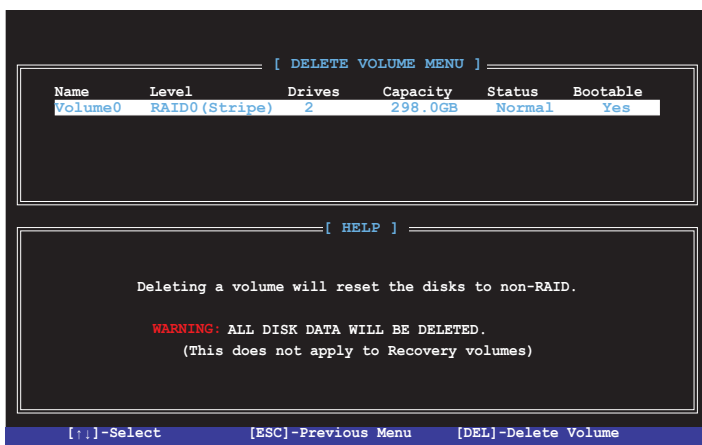 [ DELETE VOLUME MENU ]
Name Level Drives Capacity Status Bootable
Volume0 RAID0(Stripe) 2 298.0GB Normal Yes
[ HELP ]
Deleting a volume will reset the disks to non-RAID.
WARNING: ALL DISK DATA WILL BE DELETED.
(This does not apply to Recovery volumes)
[↑↓]-Select [ESC]-Previous Menu [DEL]-Delete Volume